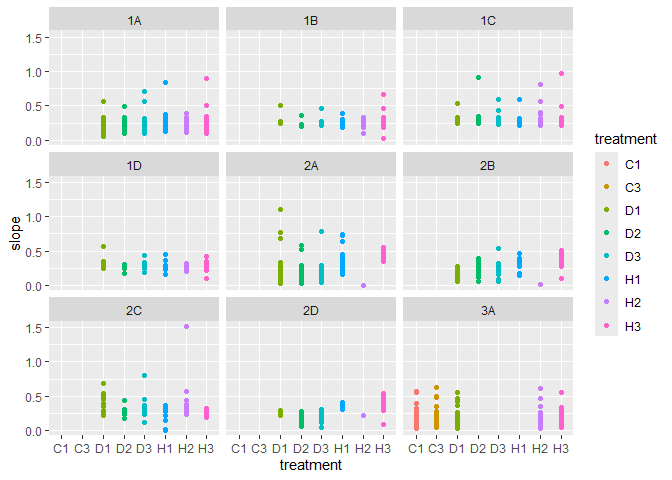 1A 1B 1C
1.5
1.0
0.5
0.0
1D 2A 2B
1.5
1.0
0.5
0.0
2C 2D 3A
1.5
1.0
0.5
0.0
C1 C3 D1 D2 D3 H1 H2 H3 C1 C3 D1 D2 D3 H1 H2 H3 C1 C3 D1 D2 D3 H1 H2 H3
treatment
slope
treatment
C1
C3
D1
D2
D3
H1
H2
H3